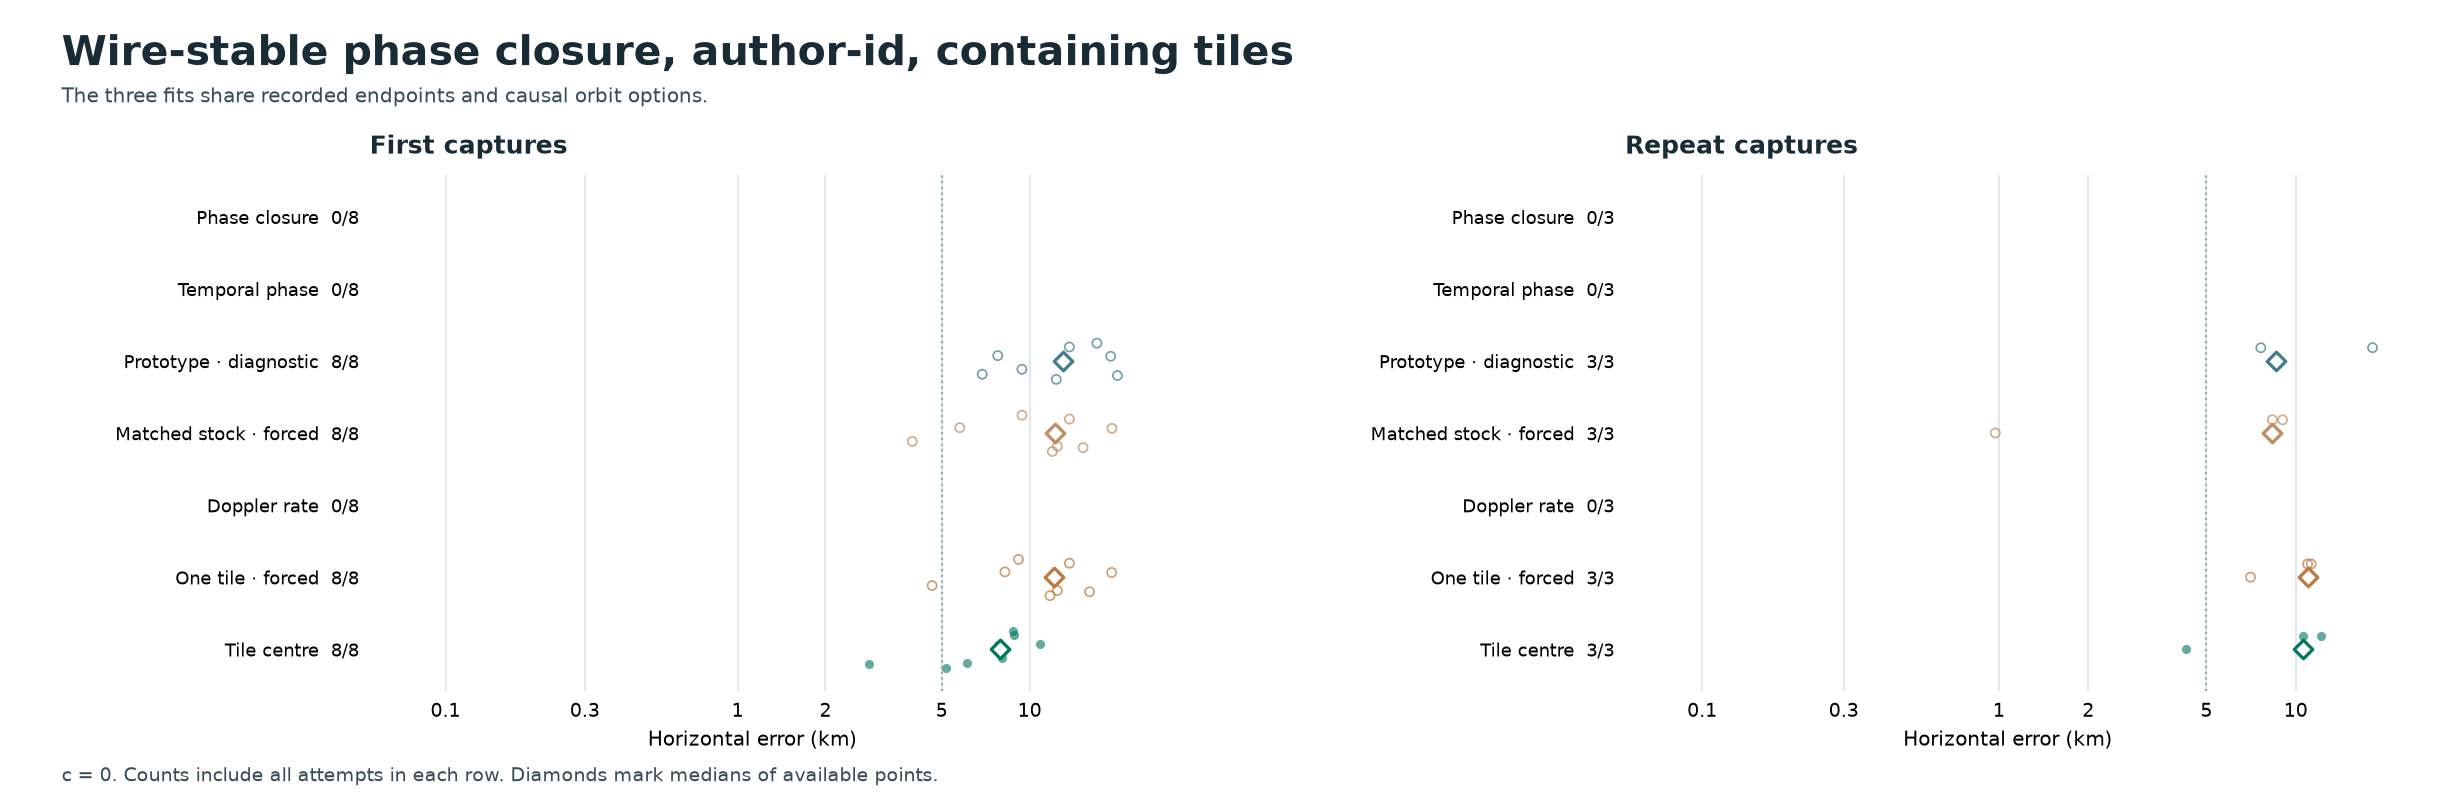 Wire-stable phase closure, author-id, containing tiles
The three fits share recorded endpoints and causal orbit options.
First captures
Phase closure 0/8
Temporal phase 0/8
Prototype · diagnostic 8/8
Matched stock · forced 8/8
Doppler rate 0/8
One tile · forced 8/8
Tile centre 8/8
0.1 0.3 1 2 5 10
Horizontal error (km)
Repeat captures
Phase closure 0/3
Temporal phase 0/3
Prototype · diagnostic 3/3
Matched stock · forced 3/3
Doppler rate 0/3
One tile · forced 3/3
Tile centre 3/3
0.1 0.3 1 2 5 10
Horizontal error (km)
c = 0. Counts include all attempts in each row. Diamonds mark medians of available points.